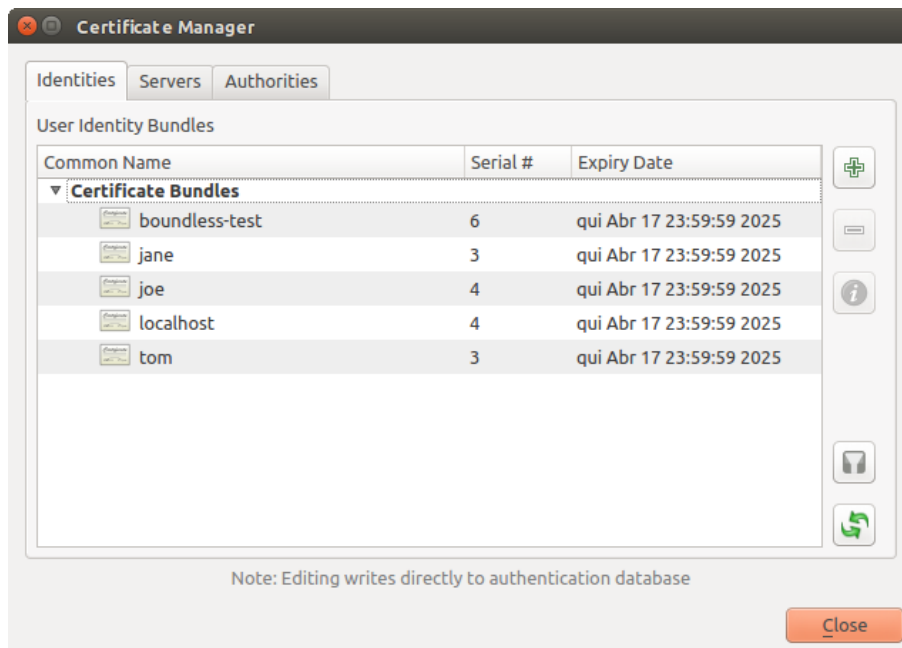 Certificate Manager
Identities Servers Authorities
User Identity Bundles
Common Name Serial # Expiry Date
Certificate Bundles
boundless-test 6 qui Abr 17 23:59:59 2025
jane 3 qui Abr 17 23:59:59 2025
joe 4 qui Abr 17 23:59:59 2025
localhost 4 qui Abr 17 23:59:59 2025
tom 3 qui Abr 17 23:59:59 2025
Note: Editing writes directly to authentication database
Close